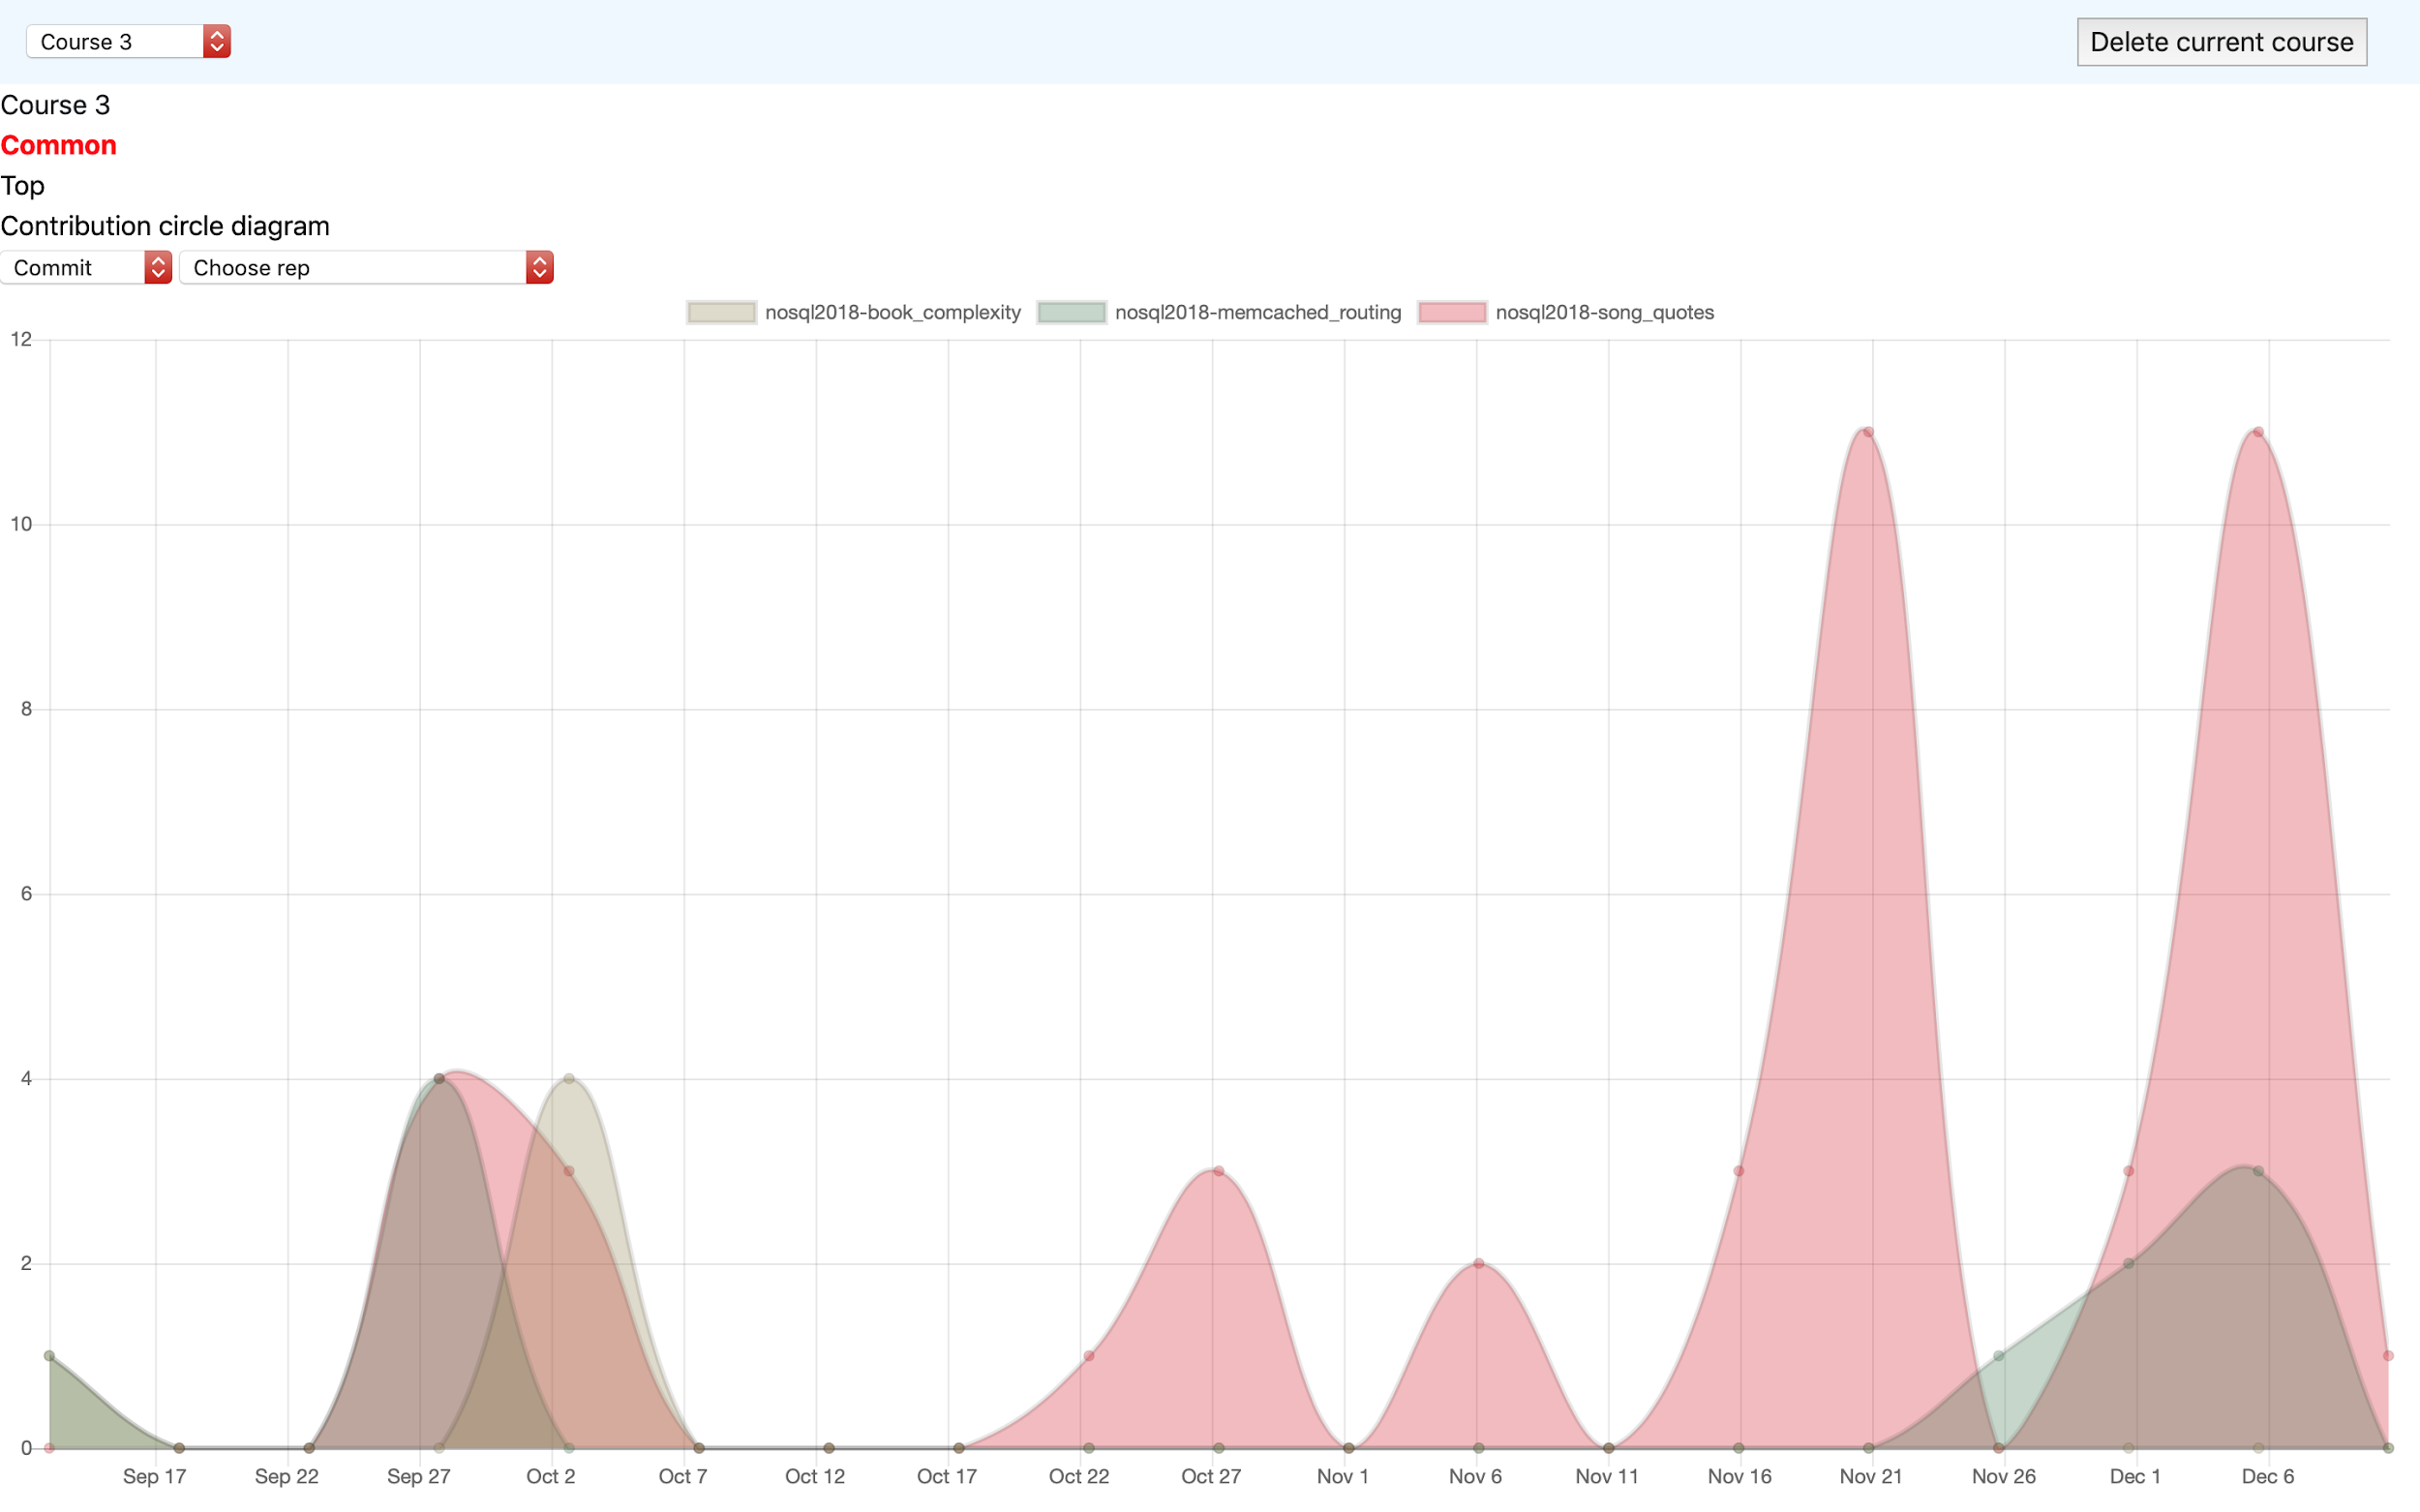 Course 3 Delete current course
Course 3
Common
Top
Contribution circle diagram
Commit Choose rep
nosql2018-book_complexity nosql2018-memcached_routing nosql2018-song_quotes
12
10
8
6
4
2
0
Sep 17 Sep 22 Sep 27 Oct 2 Oct 7 Oct 12 Oct 17 Oct 22 Oct 27 Nov 1 Nov 6 Nov 11 Nov 16 Nov 21 Nov 26 Dec 1 Dec 6